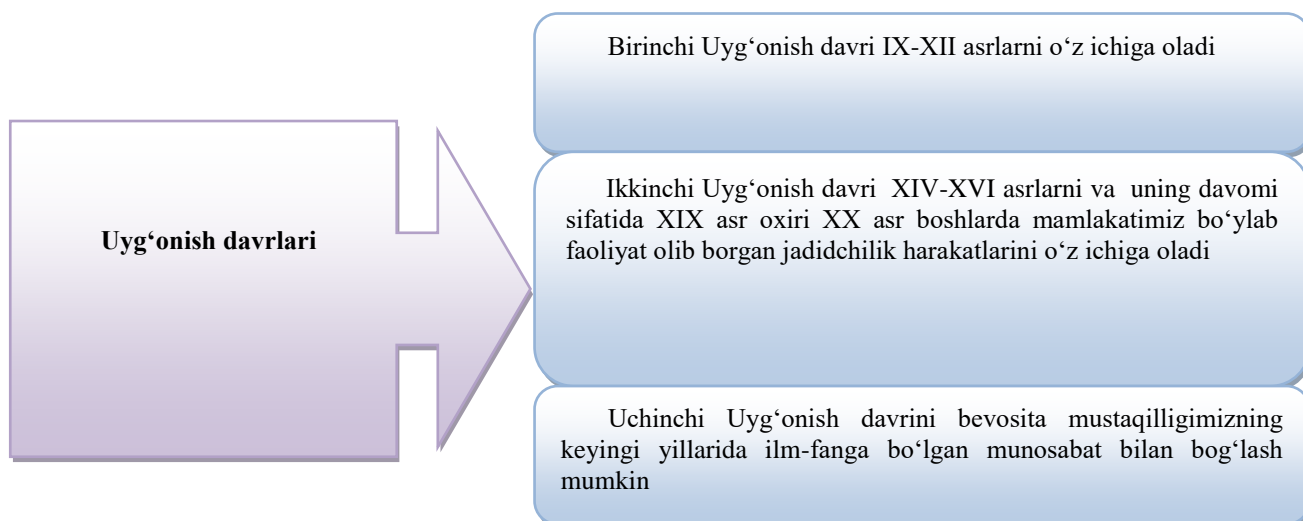 Uyg‘onish davrlari
Birinchi Uyg‘onish davri IX-XII asrlarni o‘z ichiga oladi
Ikkinchi Uyg‘onish davri XIV-XVI asrlarni va uning davomi
sifatida XIX asr oxiri XX asr boshlarda mamlakatimiz bo‘ylab
faoliyat olib borgan jadidchilik harakatlarini o‘z ichiga oladi
Uchinchi Uyg‘onish davrini bevosita mustaqilligimizning
keyingi yillarida ilm-fanga bo‘lgan munosabat bilan bog‘lash
mumkin